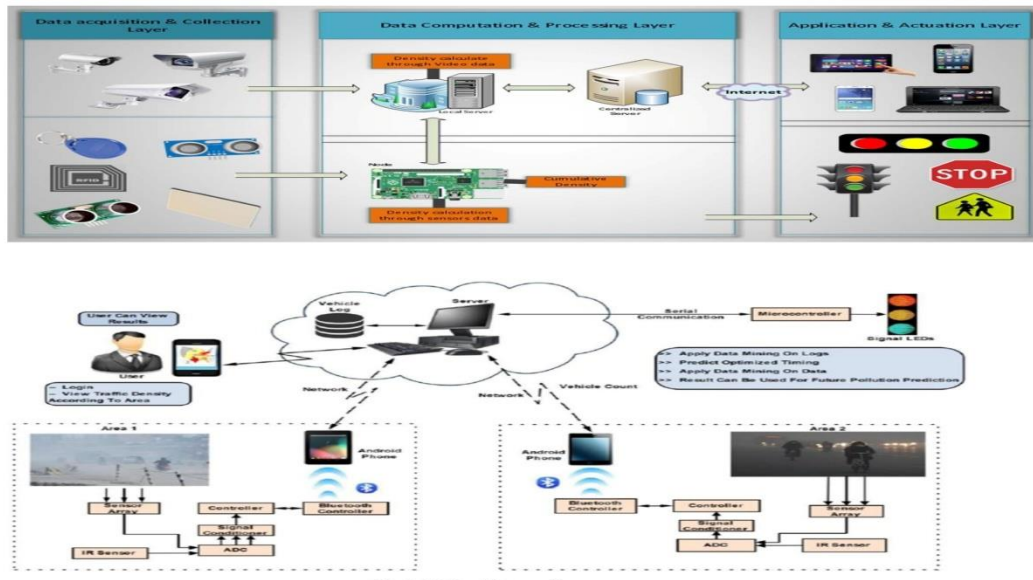 Data acquisition & Collection
Layer
Data Computation & Processing Layer
Application & Actuation Layer
Density calculate
through Video data
Local Server
Centralized
Server
Internet
Node
RFID
Cumulative
Density
Density calculation
through sensors data
STOP
User Can View
Results
User
-- Login
-- View Traffic Density
According To Area
Vehicle
Log
Server
Serial
Communication
Microcontroller
Signal LEDs
>> Apply Data Mining On Logs
>> Predict Optimized Timing
>> Apply Data Mining On Data
>> Result Can Be Used For Future Pollution Prediction
Network
Network
Vehicle Count
Area 1
Android
Phone
Sensor
Array
Controller
Bluetooth
Controller
Signal
Conditioner
IR Sensor
ADC
Area 2
Android
Phone
Bluetooth
Controller
Controller
Sensor
Array
Signal
Conditioner
ADC
IR Sensor